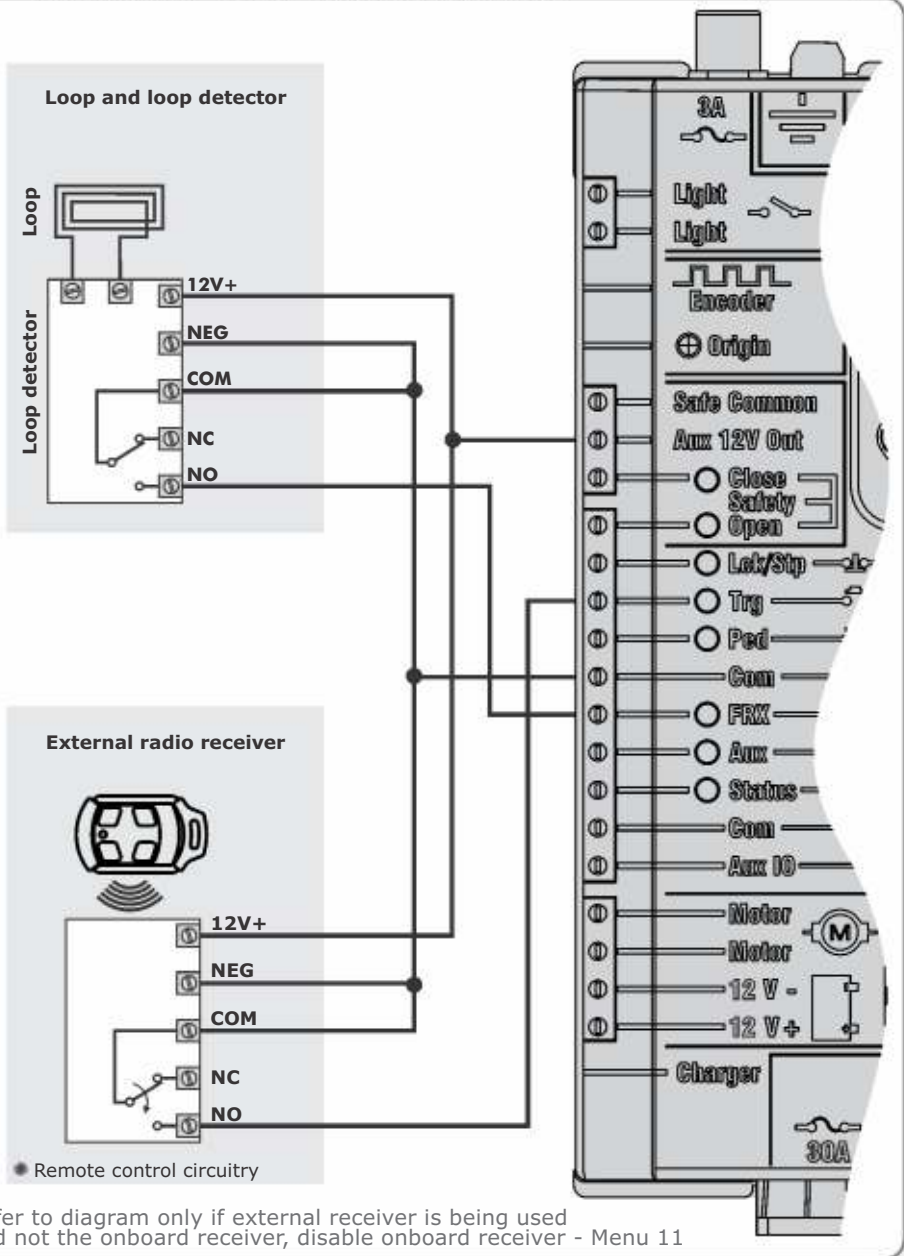 Loop and loop detector
Loop
Loop detector
12V+
NEG
COM
NC
NO
External radio receiver
12V+
NEG
COM
NC
NO
Remote control circuitry
3A
Light
Light
Encoder
Origin
Safe Common
Aux 12V Out
Close
Safety
Open
Lck/Stp
Trg
Ped
Com
FRX
Aux
Status
Com
Aux IO
Motor
Motor
M
12 V -
12 V +
Charger
30A
to diagram only if external receiver is being used
not the onboard receiver, disable onboard receiver - Menu 11